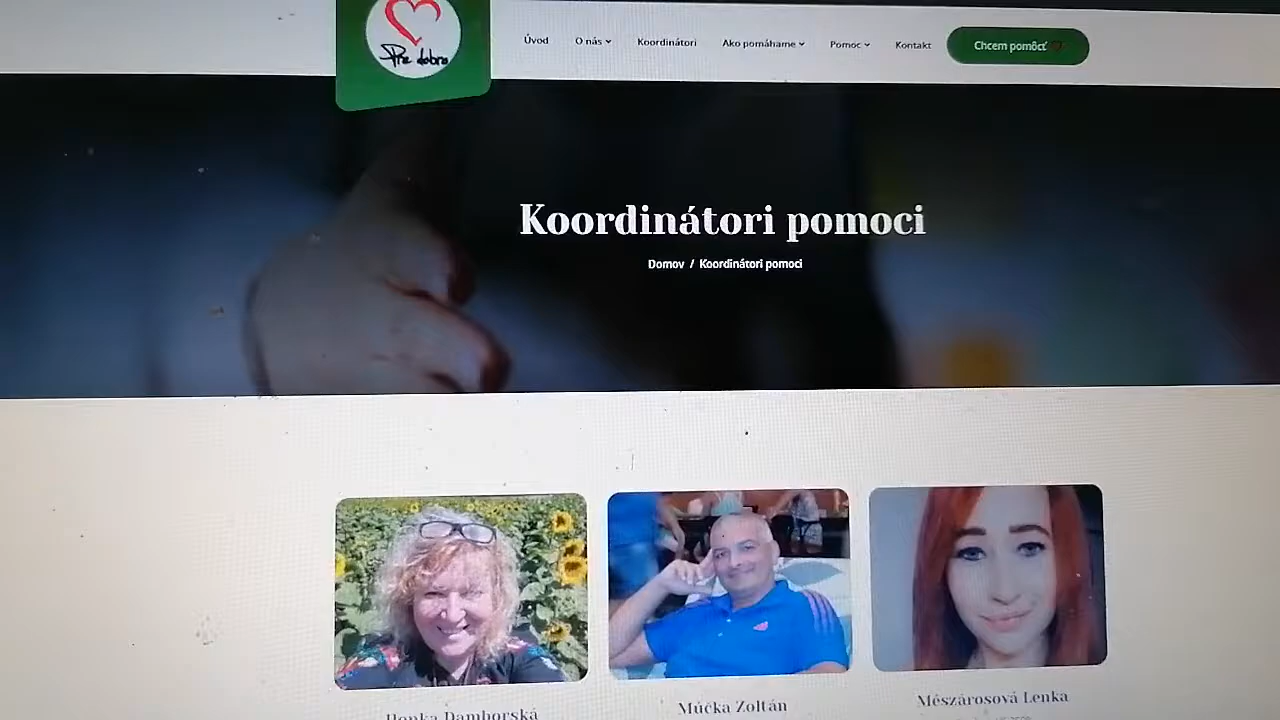 Pre dobro
Úvod
O nás
Koordinátori
Ako pomáhame
Pomoc
Kontakt
Chcem pomôcť
Koordinátori pomoci
Domov / Koordinátori pomoci
Damborská
Múčka Zoltán
Mészárosová Lenka